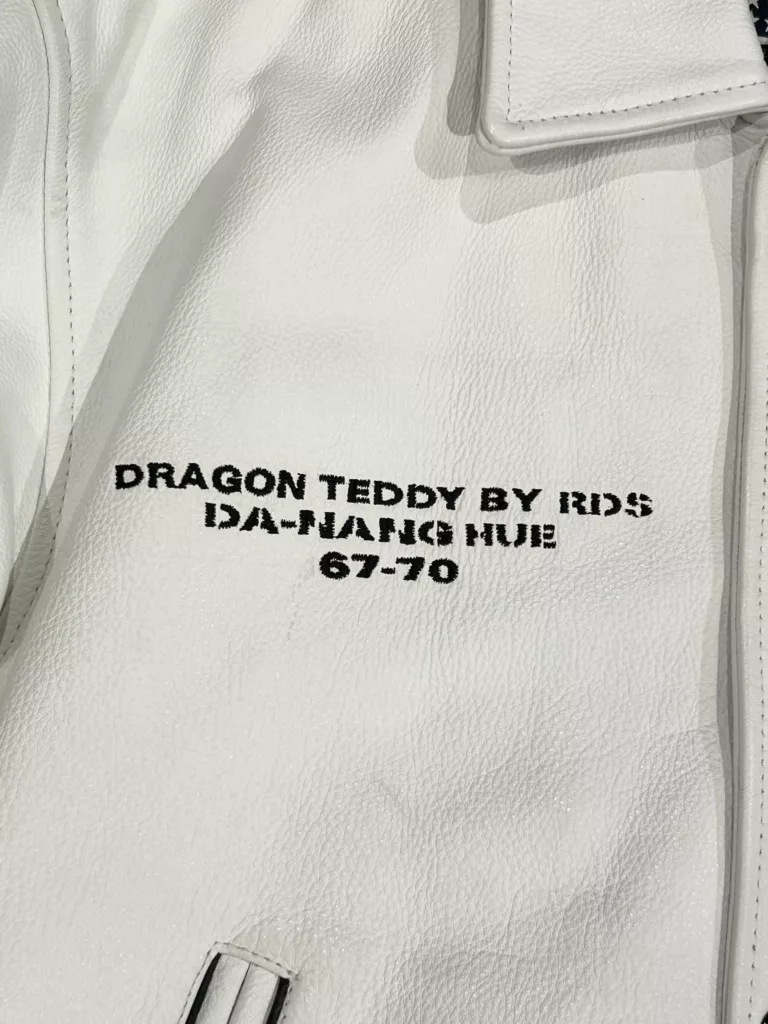 DRAGON TEDDY BY RDS
DA-NANG HUE
67-70